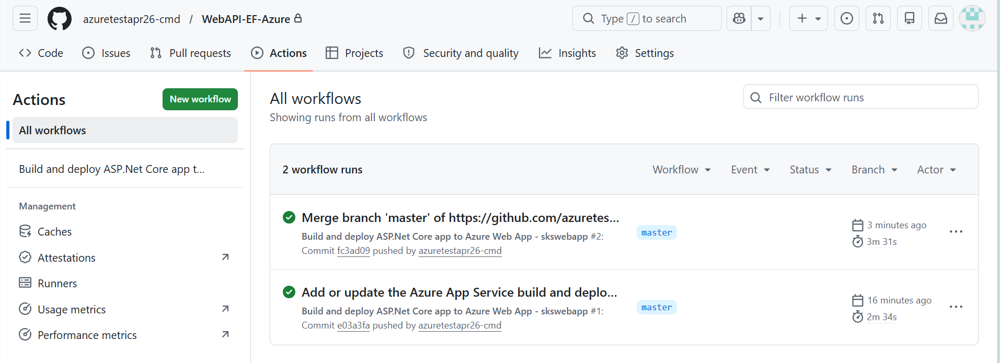 azuretestapr26-cmd / WebAPI-EF-Azure
Type / to search
Code Issues Pull requests Actions Projects Security and quality Insights Settings
Actions
New workflow
All workflows
Build and deploy ASP.Net Core app t...
Management
Caches
Attestations
Runners
Usage metrics
Performance metrics
All workflows
Showing runs from all workflows
Filter workflow runs
2 workflow runs
Workflow Event Status Branch Actor
Merge branch 'master' of https://github.com/azuretes...
Build and deploy ASP.Net Core app to Azure Web App - skswebapp #2:
Commit fc3ad09 pushed by azuretestapr26-cmd
master
3 minutes ago
3m 31s
Add or update the Azure App Service build and deplo...
Build and deploy ASP.Net Core app to Azure Web App - skswebapp #1:
Commit e03a3fa pushed by azuretestapr26-cmd
master
16 minutes ago
2m 34s